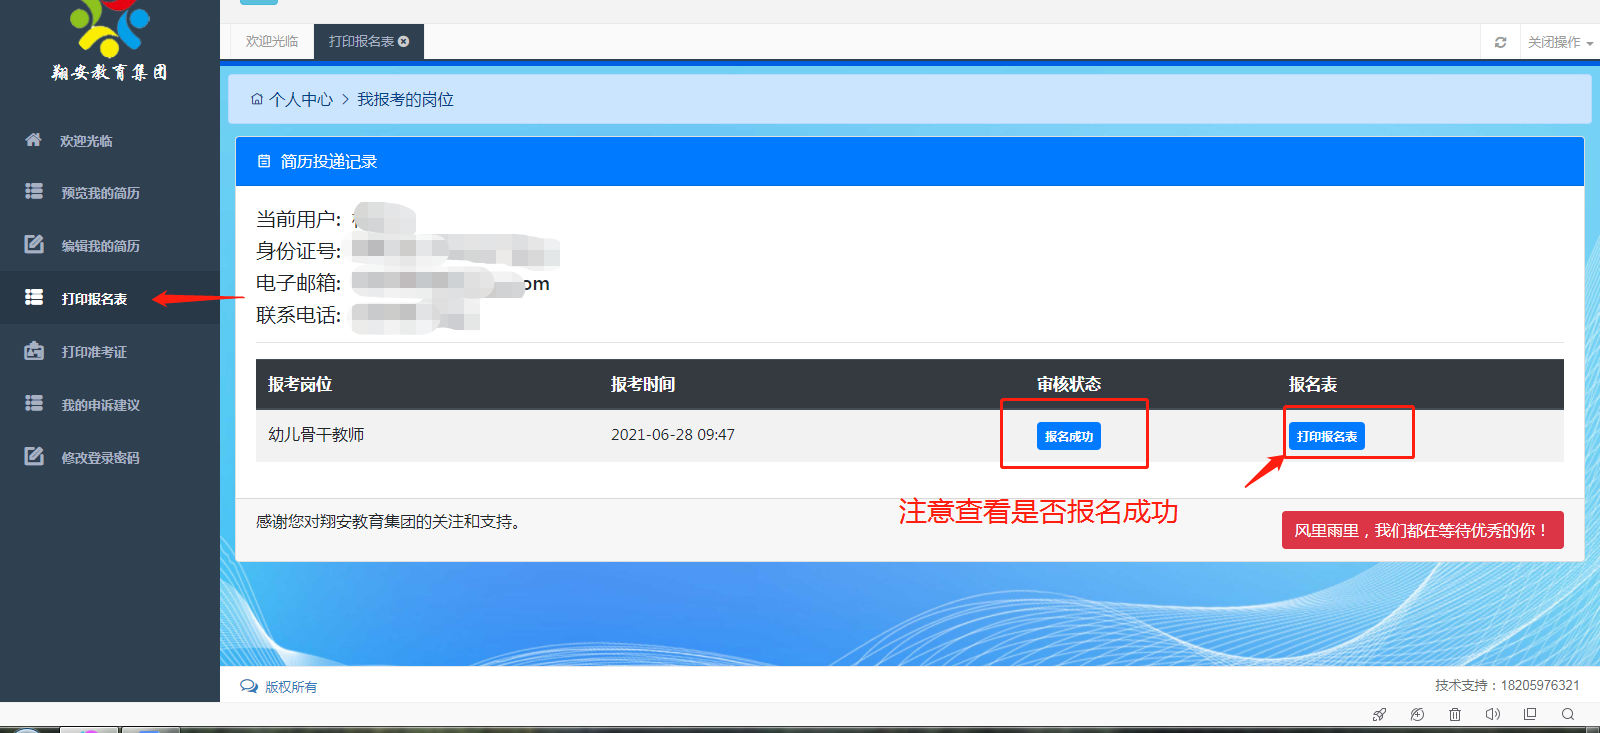 翔安教育集团
欢迎光临
预览我的简历
编辑我的简历
打印报名表
打印准考证
我的申诉建议
修改登录密码
欢迎光临 打印报名表 关闭操作
个人中心 > 我报考的岗位
简历投递记录
当前用户:
身份证号:
电子邮箱: om
联系电话:
报考岗位 报考时间 审核状态 报名表
幼儿骨干教师 2021-06-28 09:47 报名成功 打印报名表
注意查看是否报名成功
感谢您对翔安教育集团的关注和支持。
风里雨里，我们都在等待优秀的你！
版权所有 技术支持：18205976321